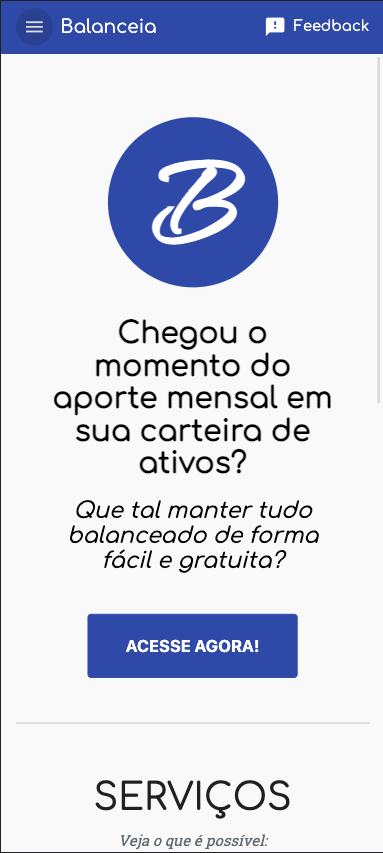 Balanceia
Feedback
B
Chegou o
momento do
aporte mensal em
sua carteira de
ativos?
Que tal manter tudo
balanceado de forma
fácil e gratuita?
ACESSE AGORA!
SERVIÇOS
Veja o que é possível: